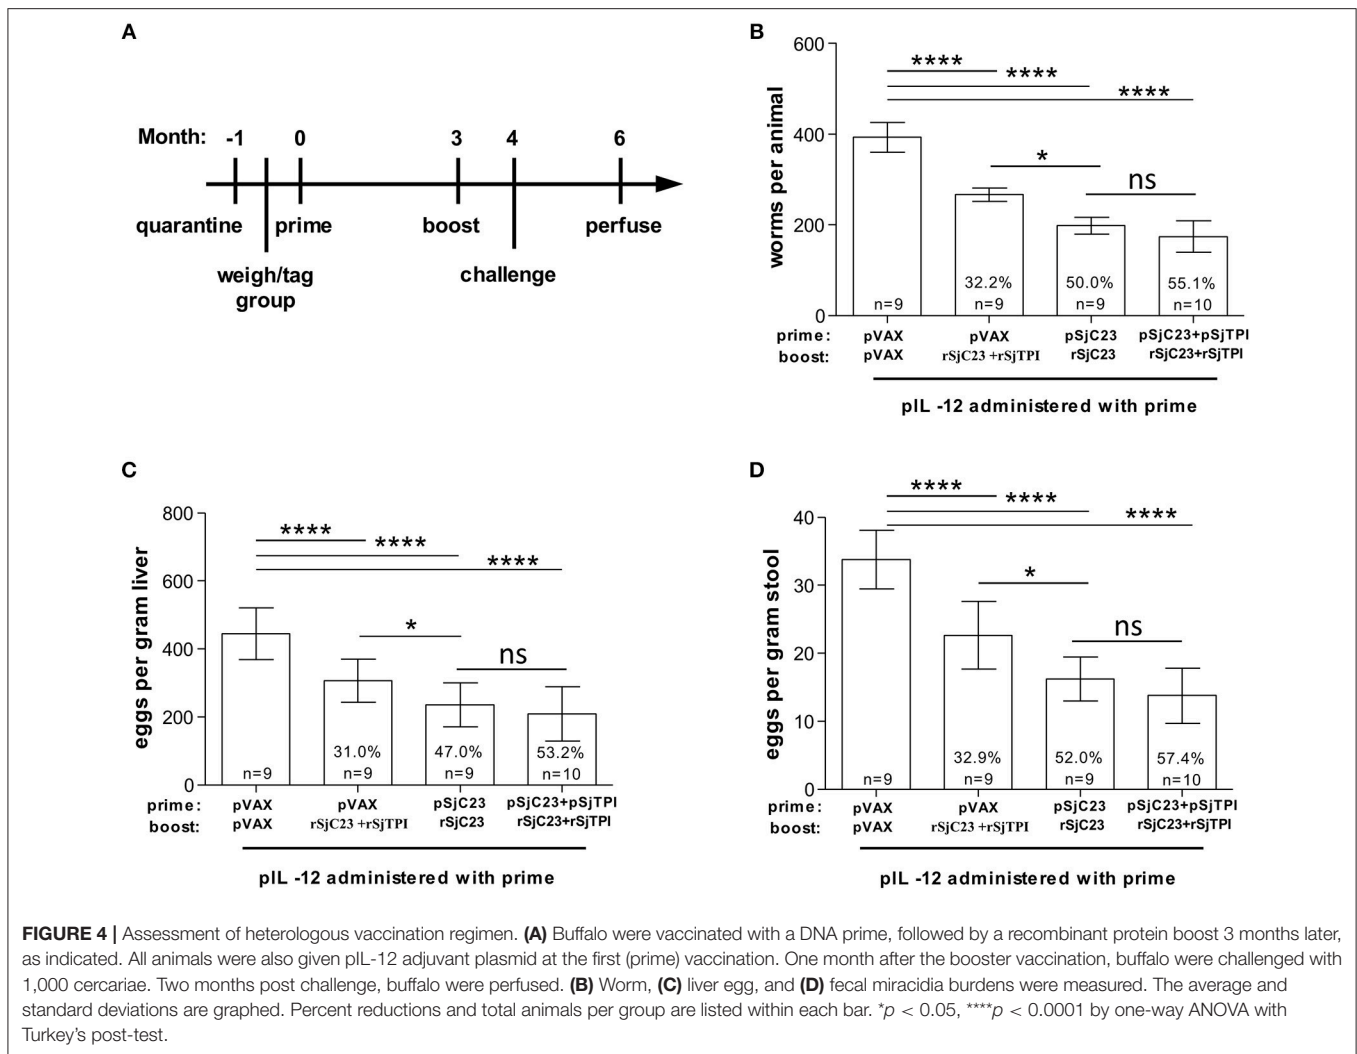 A
Month: -1 0 3 4 6
quarantine prime boost perfuse
weigh/tag challenge
group
B
worms per animal
600
400
200
0
****
****
****
*
ns
32.2% 50.0% 55.1%
n=9 n=9 n=9 n=10
prime: pVAX pVAX pSjC23 pSjC23+pSjTPI
boost: pVAX rSjC23 +rSjTPI rSjC23 rSjC23+rSjTPI
pIL -12 administered with prime
C
eggs per gram liver
800
600
400
200
0
****
****
****
*
ns
31.0% 47.0% 53.2%
n=9 n=9 n=9 n=10
prime: pVAX pVAX pSjC23 pSjC23+pSjTPI
boost: pVAX rSjC23 +rSjTPI rSjC23 rSjC23+rSjTPI
pIL -12 administered with prime
D
eggs per gram stool
40
30
20
10
0
****
****
****
*
ns
32.9% 52.0% 57.4%
n=9 n=9 n=9 n=10
prime: pVAX pVAX pSjC23 pSjC23+pSjTPI
boost: pVAX rSjC23 +rSjTPI rSjC23 rSjC23+rSjTPI
pIL -12 administered with prime
FIGURE 4 | Assessment of heterologous vaccination regimen. (A) Buffalo were vaccinated with a DNA prime, followed by a recombinant protein boost 3 months later,
as indicated. All animals were also given pIL-12 adjuvant plasmid at the first (prime) vaccination. One month after the booster vaccination, buffalo were challenged with
1,000 cercariae. Two months post challenge, buffalo were perfused. (B) Worm, (C) liver egg, and (D) fecal miracidia burdens were measured. The average and
standard deviations are graphed. Percent reductions and total animals per group are listed within each bar. *p < 0.05, ****p < 0.0001 by one-way ANOVA with
Turkey's post-test.